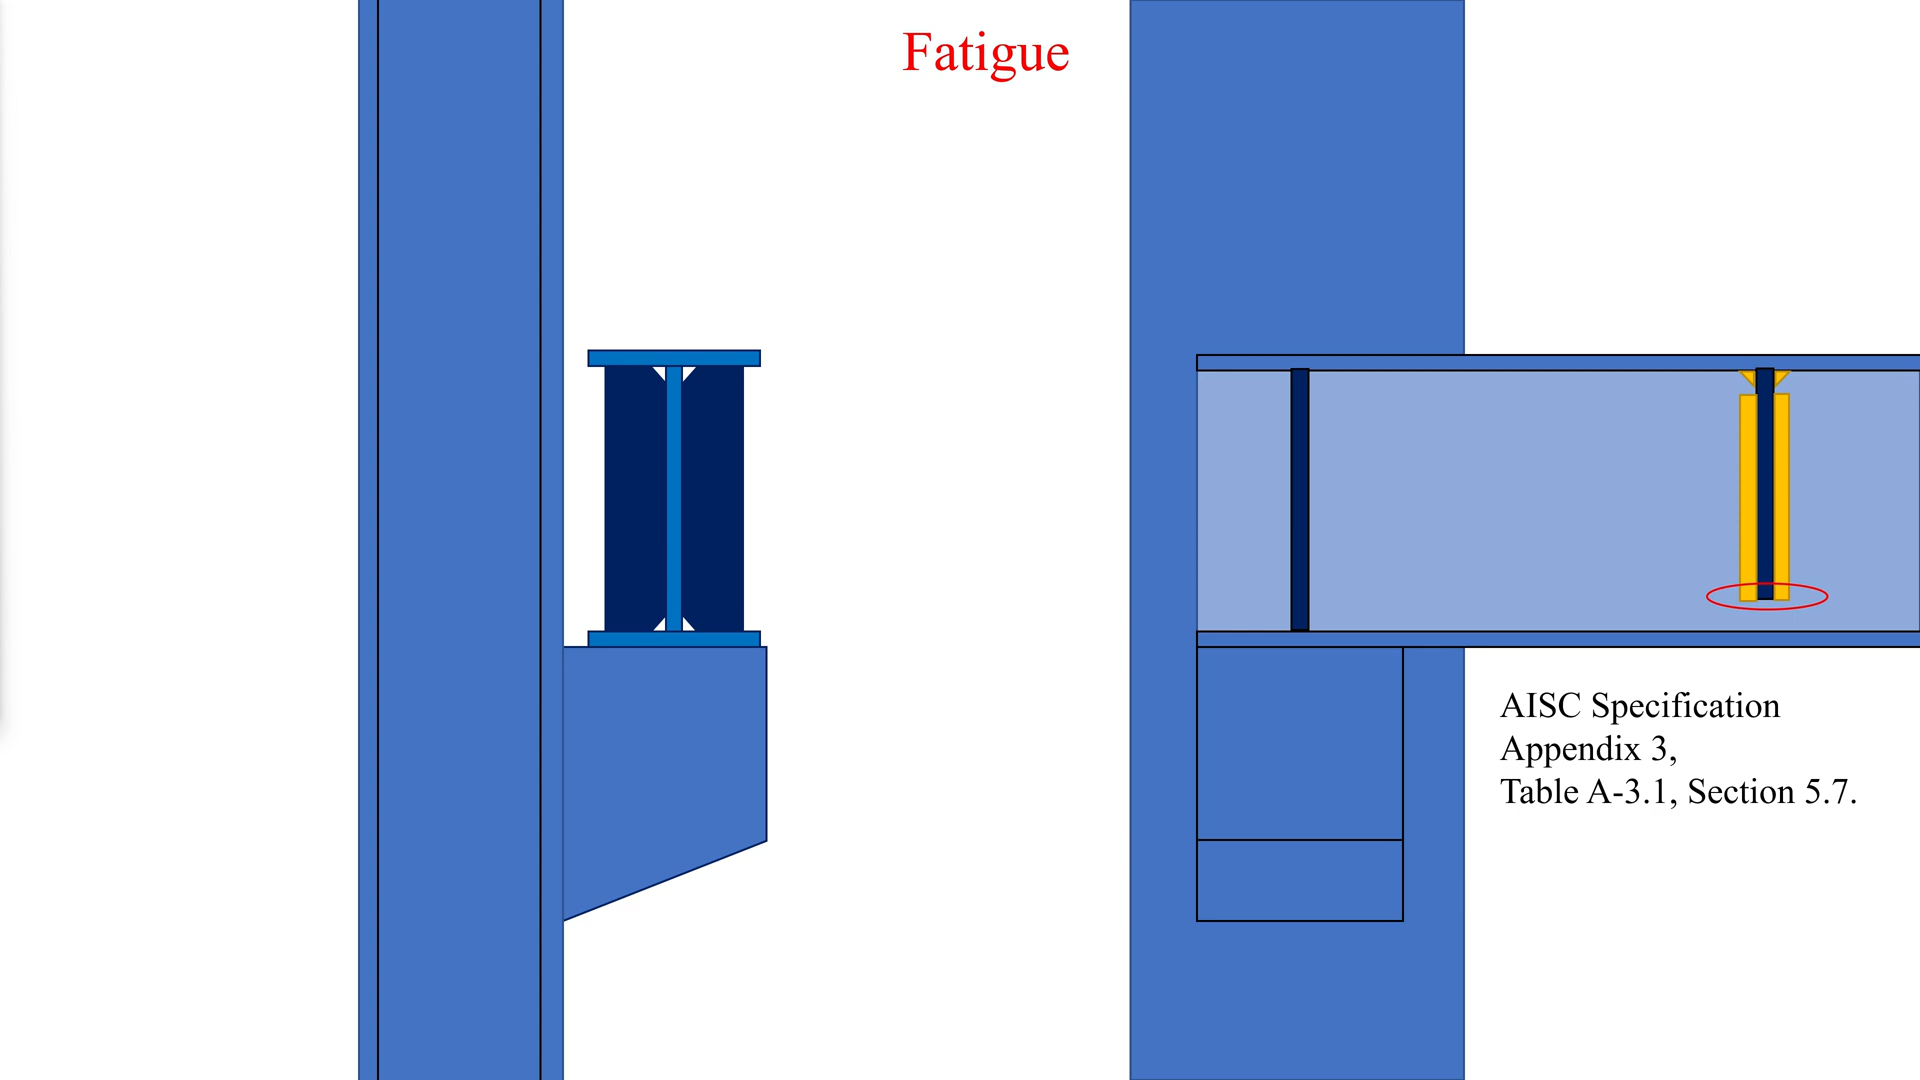 Fatigue
AISC Specification
Appendix 3,
Table A-3.1, Section 5.7.